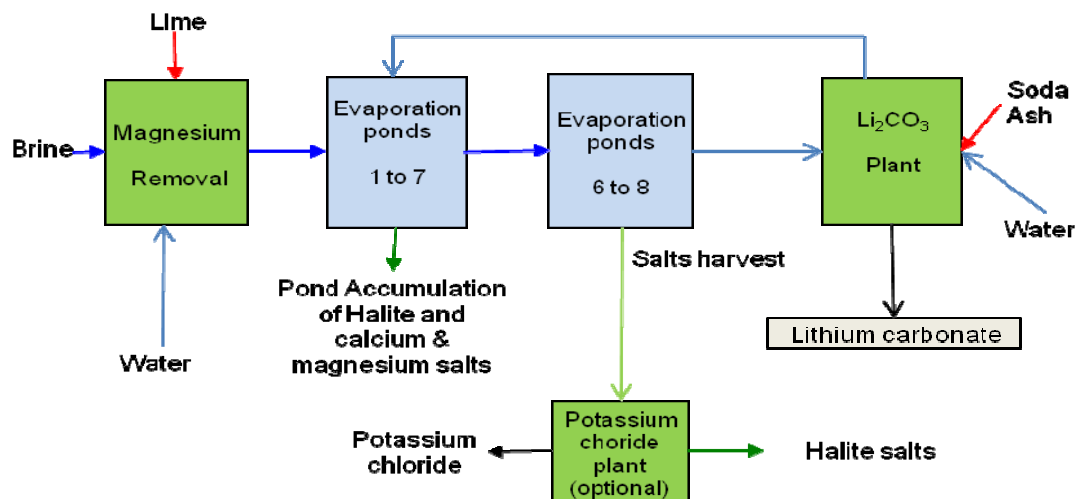 Lime
Brine
Magnesium
Removal
Water
Evaporation
ponds
1 to 7
Pond Accumulation
of Halite and
calcium &
magnesium salts
Evaporation
ponds
6 to 8
Salts harvest
Li₂CO₃
Plant
Soda
Ash
Water
Lithium carbonate
Potassium
chloride
Potassium
choride
plant
(optional)
Halite salts